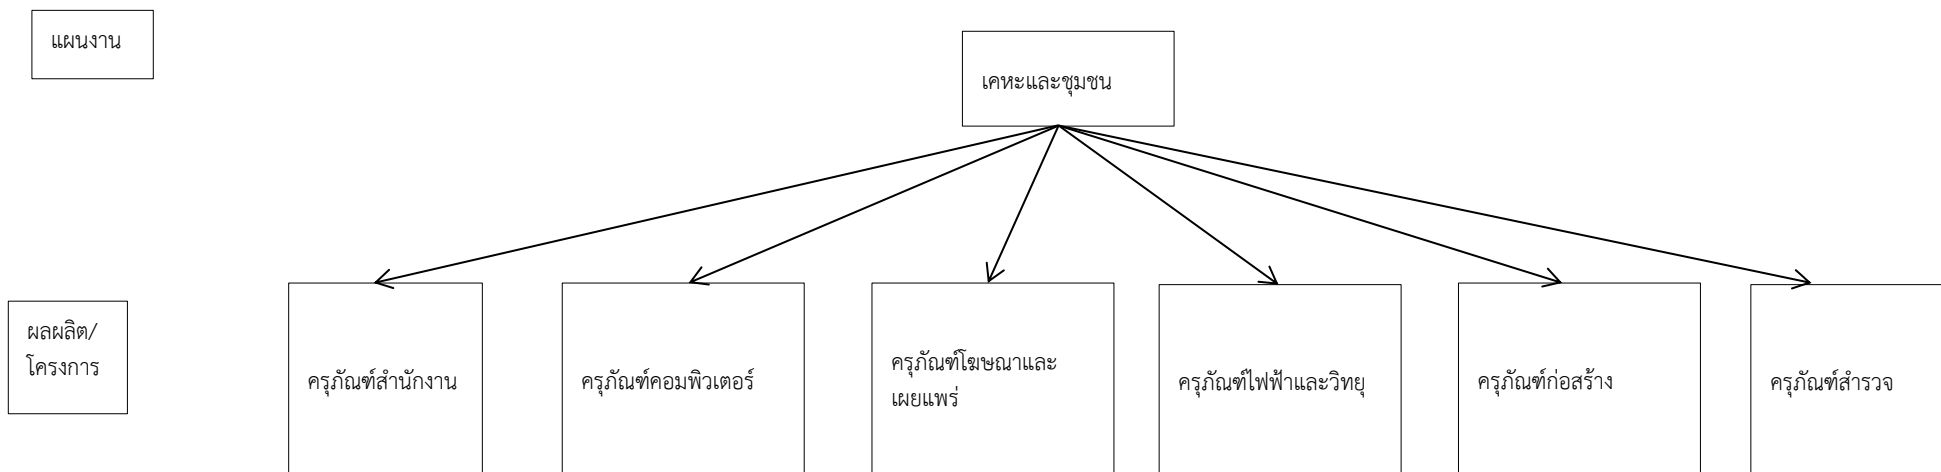 แผนงาน
เคหะและชุมชน
ผลผลิต/
โครงการ
ครุภัณฑ์สำนักงาน
ครุภัณฑ์คอมพิวเตอร์
ครุภัณฑ์โฆษณาและ
เผยแพร่
ครุภัณฑ์ไฟฟ้าและวิทยุ
ครุภัณฑ์ก่อสร้าง
ครุภัณฑ์สำรวจ